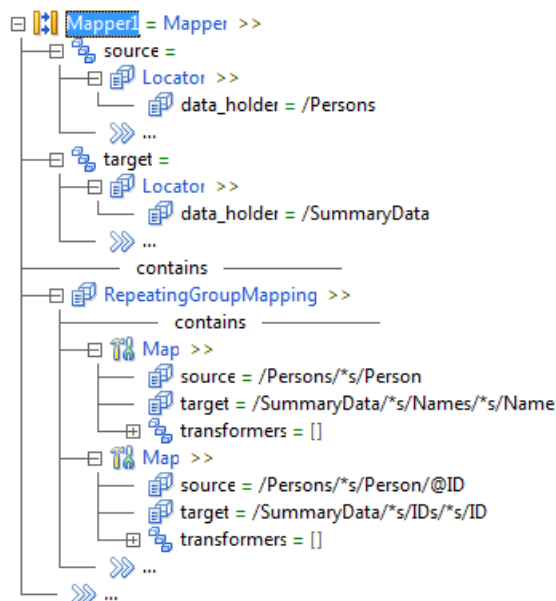 Mapper1 = Mapper >>
source =
Locator >>
data_holder = /Persons
...
target =
Locator >>
data_holder = /SummaryData
...
contains
RepeatingGroupMapping >>
contains
Map >>
source = /Persons/*s/Person
target = /SummaryData/*s/Names/*s/Name
transformers = []
Map >>
source = /Persons/*s/Person/@ID
target = /SummaryData/*s/IDs/*s/ID
transformers = []
...
...